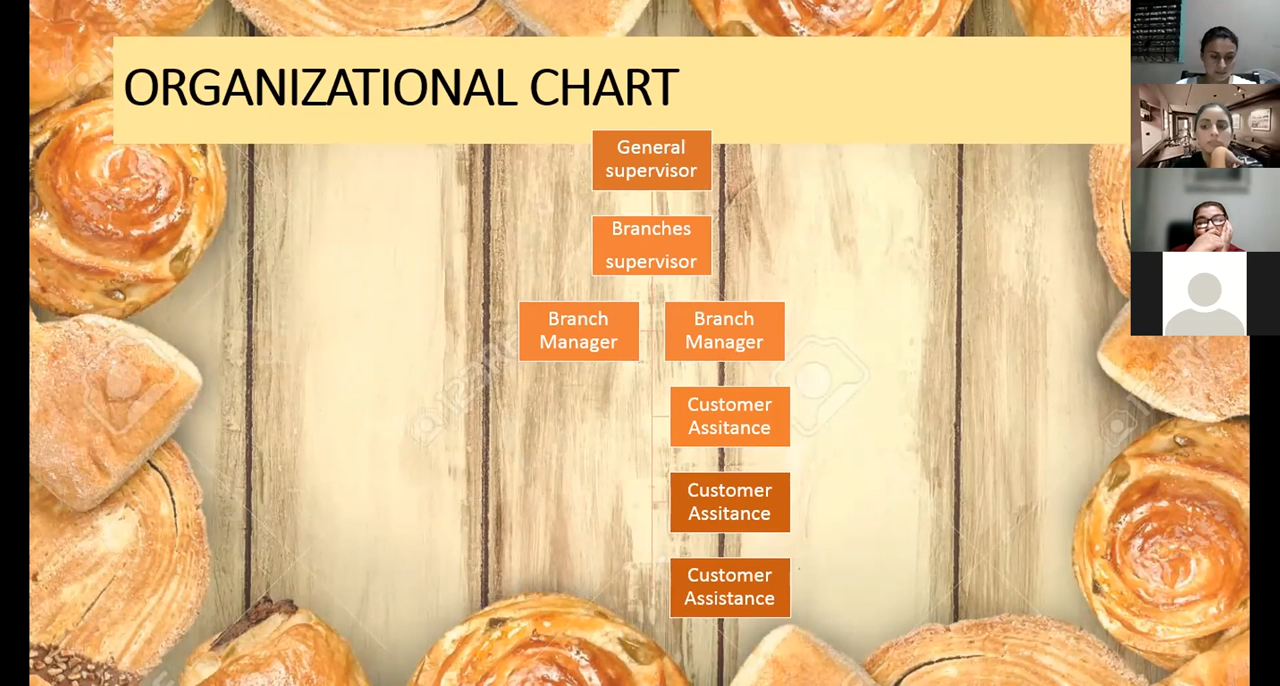 ORGANIZATIONAL CHART
General
supervisor
Branches
supervisor
Branch
Manager
Branch
Manager
Customer
Assitance
Customer
Assitance
Customer
Assistance